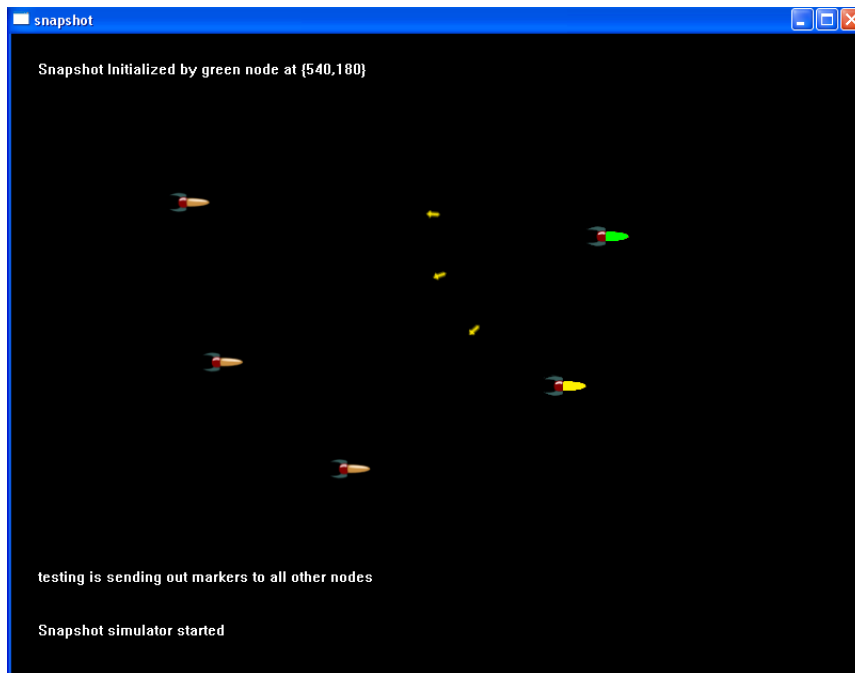 snapshot
Snapshot Initialized by green node at {540,180}
testing is sending out markers to all other nodes
Snapshot simulator started